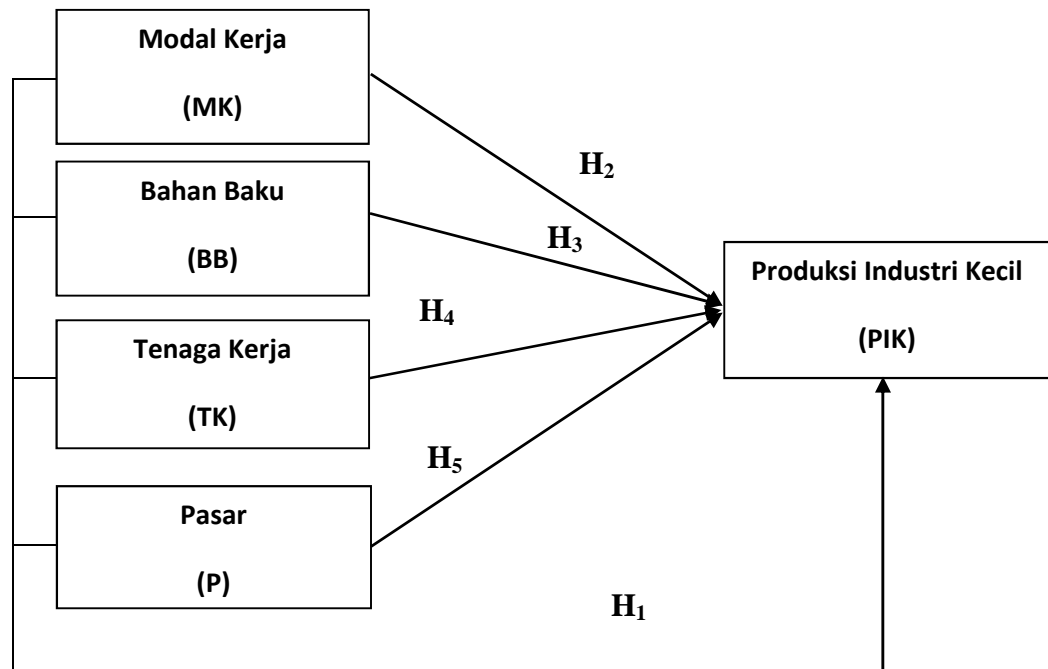 Modal Kerja
(MK)
H₂
Bahan Baku
(BB)
H₃
Produksi Industri Kecil
(PIK)
H₄
Tenaga Kerja
(TK)
H₅
Pasar
(P)
H₁